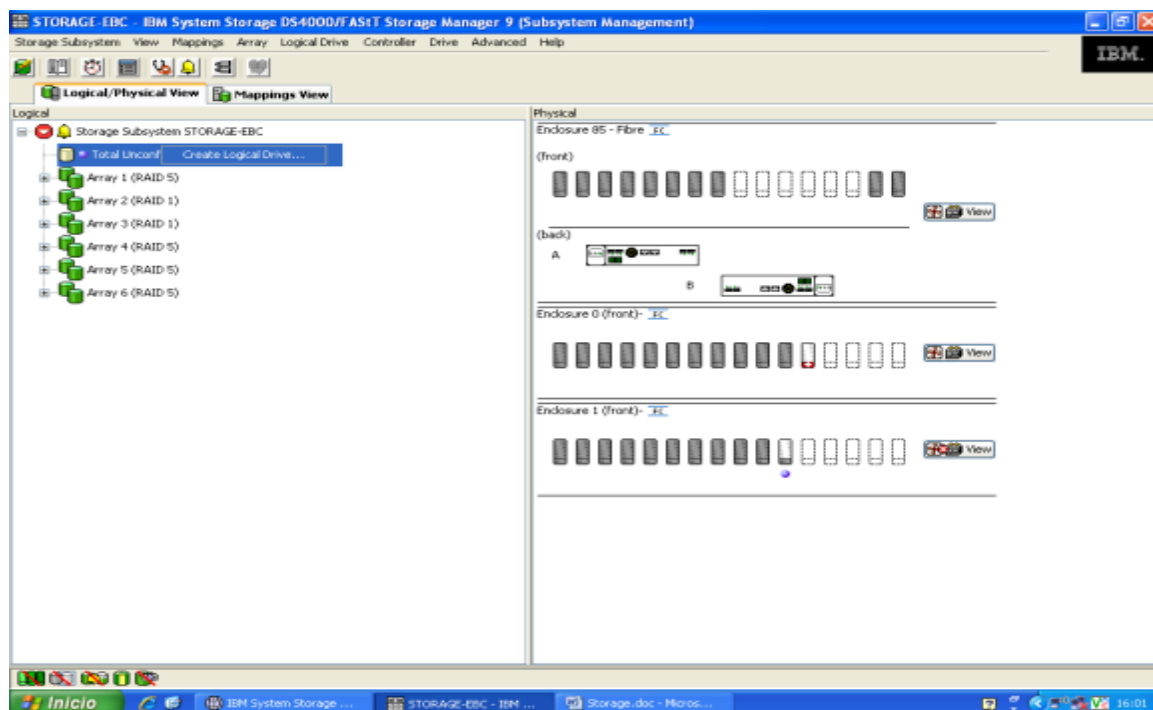 STORAGE-EBC - IBM System Storage DS4000/FAStT Storage Manager 9 (Subsystem Management)
Storage Subsystem View Mappings Array Logical Drive Controller Drive Advanced Help
IBM.
Logical/Physical View Mappings View
Logical
Storage Subsystem STORAGE-EBC
Total Unconf Create Logical Drive...
Array 1 (RAID 5)
Array 2 (RAID 1)
Array 3 (RAID 1)
Array 4 (RAID 5)
Array 5 (RAID 5)
Array 6 (RAID 5)
Physical
Enclosure 85 - Fibre FC
(front)
View
(back)
A
B
Enclosure 0 (front)- FC
View
Enclosure 1 (front)- FC
View
Inicio IBM System Storage ... STORAGE-EBC - IBM ... Storage.doc - Micros... 16:01